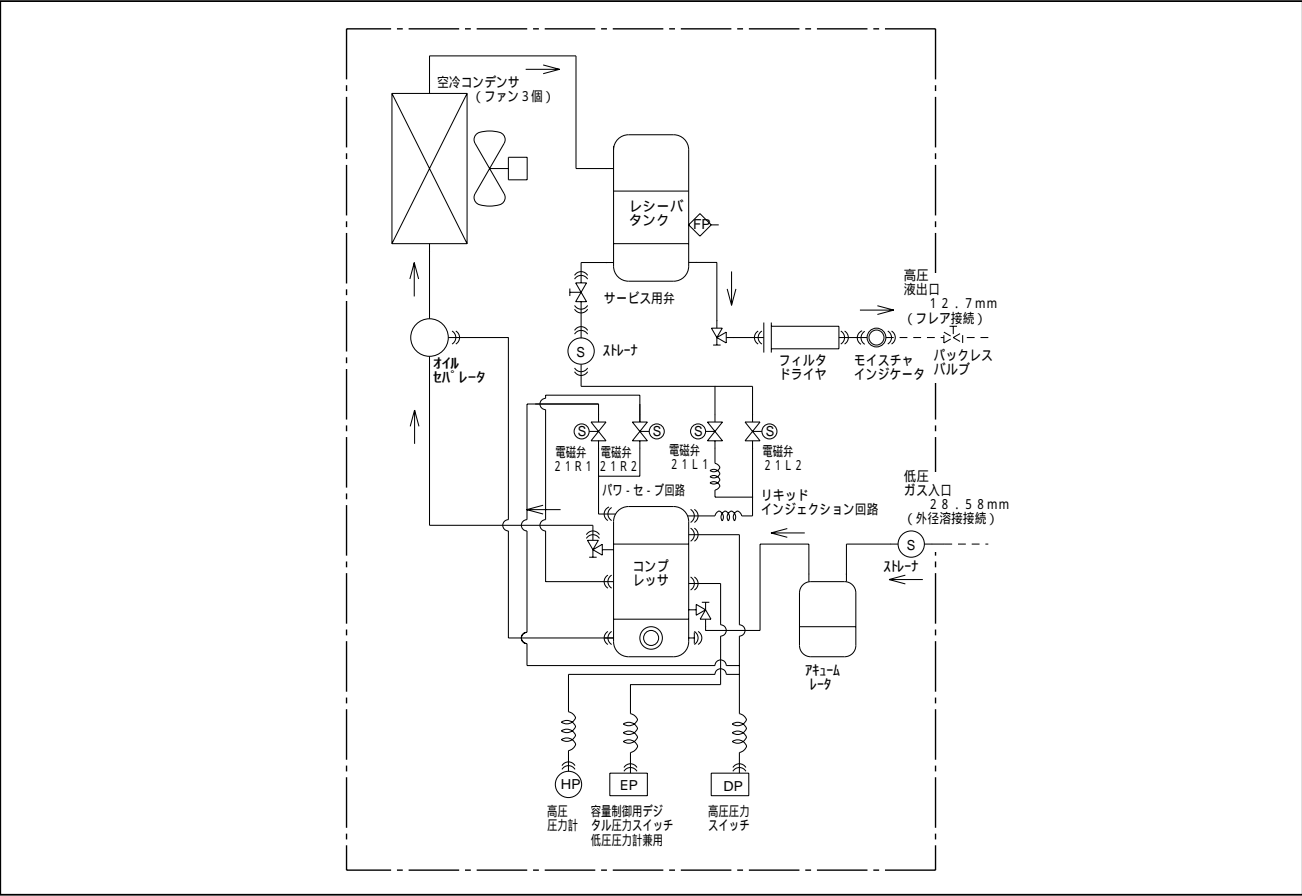 空冷コンデンサ
（ファン３個）
レシーバ
タンク
FP
サービス用弁
S
ストレーナ
高圧
液出口
１２．７mm
（フレア接続）
フィルタ
ドライヤ
モイスチャ
インジケータ
パックレス
バルブ
オイル
セパレータ
S
S
S
S
電磁弁
２１R１
電磁弁
２１R２
電磁弁
２１L１
電磁弁
２１L２
パワ-セ-ブ回路
リキッド
インジェクション回路
低圧
ガス入口
２８．５８mm
（外径溶接接続）
S
ストレーナ
コンプ
レッサ
アキューム
レータ
HP
EP
DP
高圧
圧力計
容量制御用デジ
タル圧力スイッチ
低圧圧力計兼用
高圧圧力
スイッチ